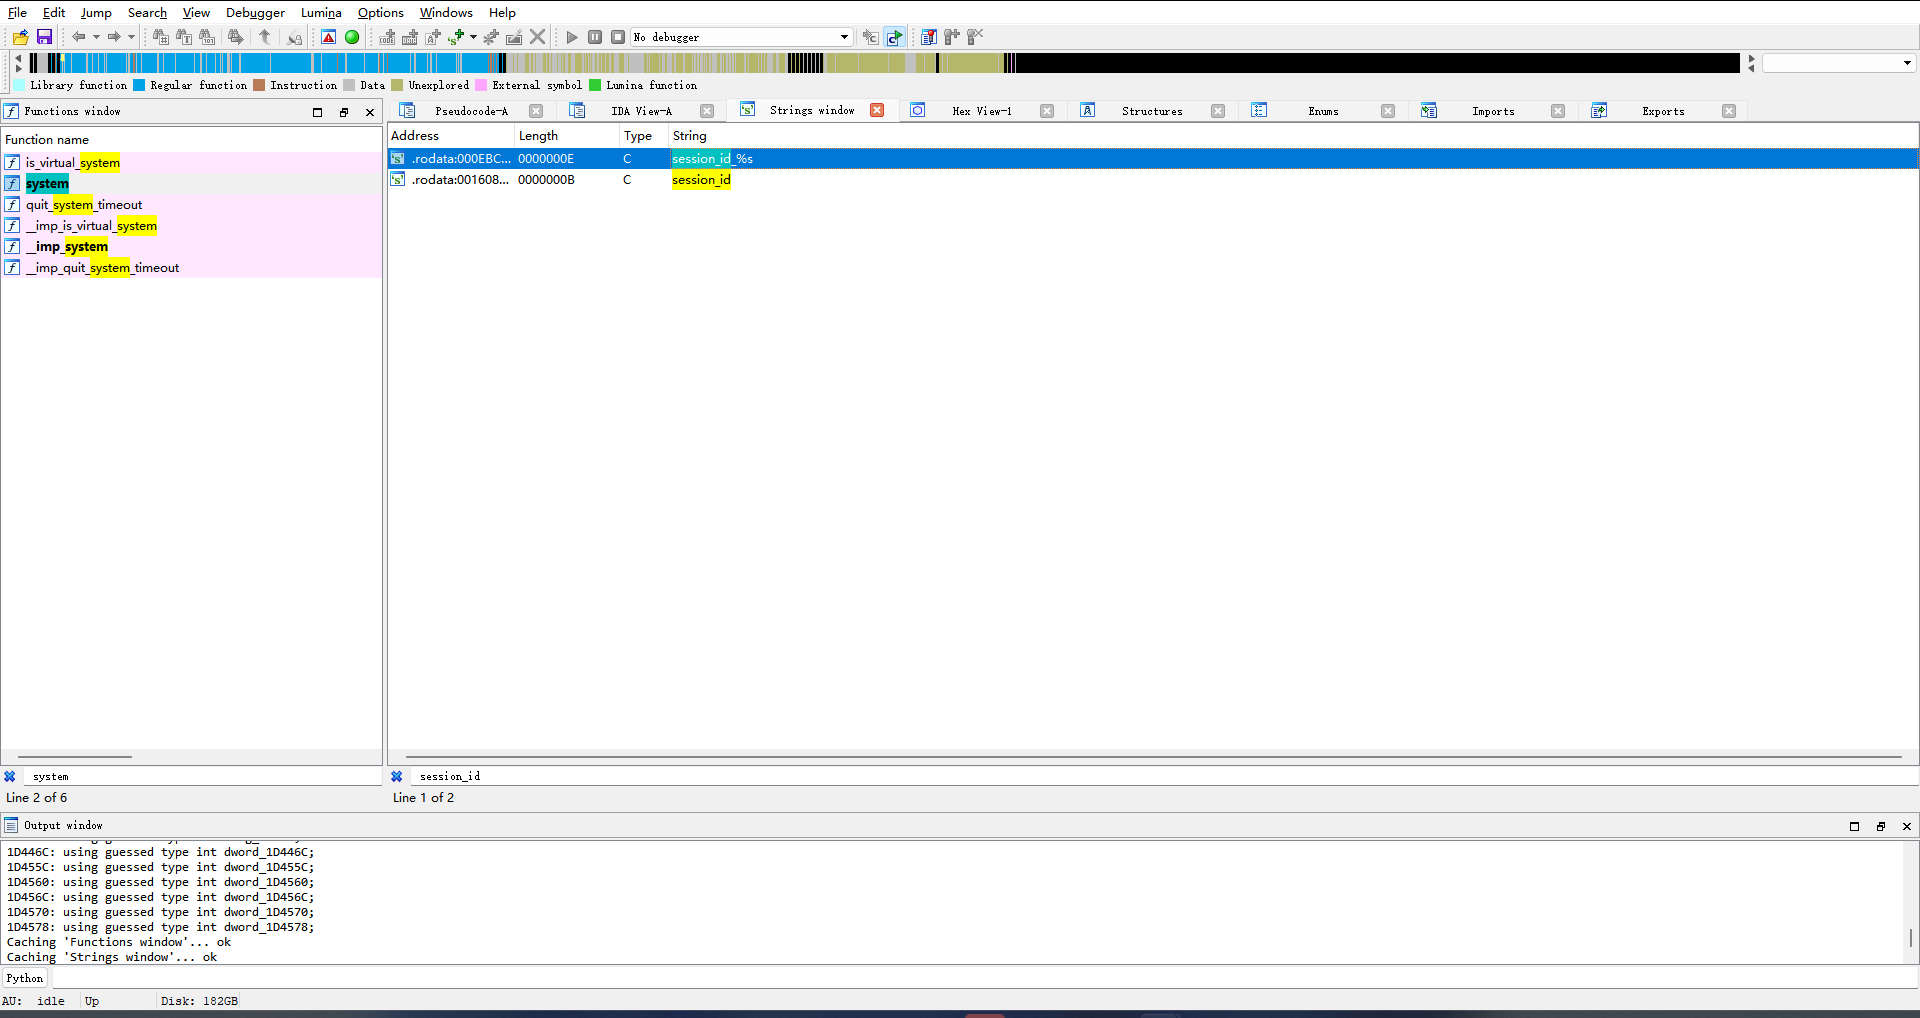 File Edit Jump Search View Debugger Lumina Options Windows Help
No debugger
Library function Regular function Instruction Data Unexplored External symbol Lumina function
Functions window
Pseudocode-A IDA View-A Strings window Hex View-1 Structures Enums Imports Exports
Function name
is_virtual_system
system
quit_system_timeout
__imp_is_virtual_system
__imp_system
__imp_quit_system_timeout
system
Line 2 of 6
Address Length Type String
.rodata:000EBC... 0000000E C session_id_%s
.rodata:001608... 0000000B C session_id
session_id
Line 1 of 2
Output window
1D446C: using guessed type int dword_1D446C;
1D455C: using guessed type int dword_1D455C;
1D4560: using guessed type int dword_1D4560;
1D456C: using guessed type int dword_1D456C;
1D4570: using guessed type int dword_1D4570;
1D4578: using guessed type int dword_1D4578;
Caching 'Functions window'... ok
Caching 'Strings window'... ok
Python
AU: idle Up Disk: 182GB